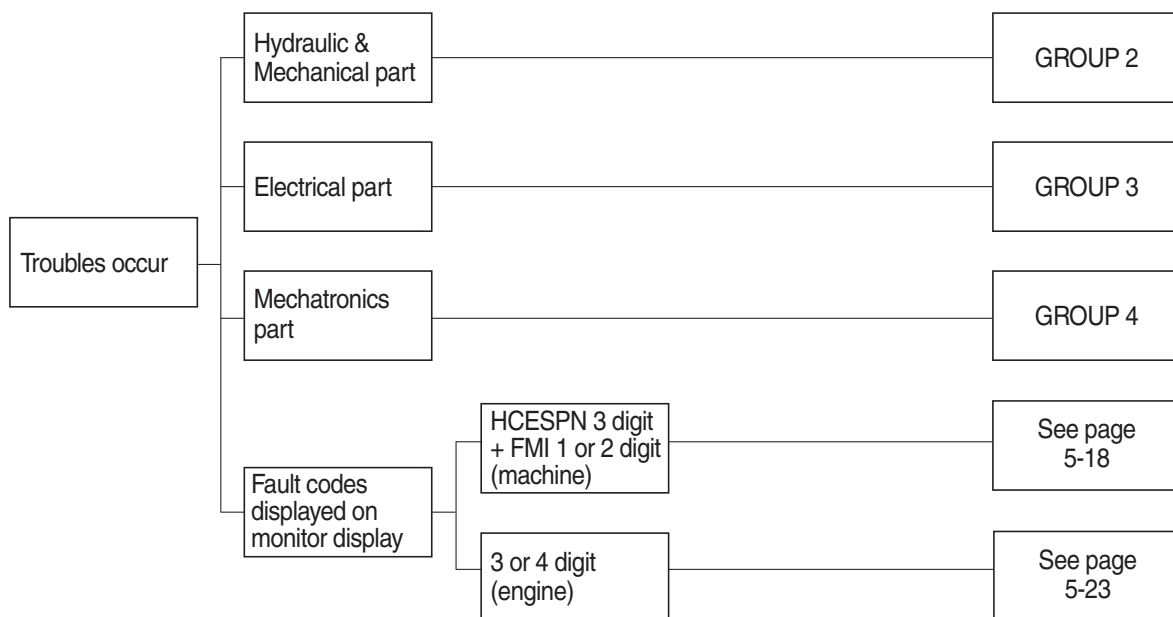 Troubles occur
Hydraulic &
Mechanical part
GROUP 2
Electrical part
GROUP 3
Mechatronics
part
GROUP 4
Fault codes
displayed on
monitor display
HCESPN 3 digit
+ FMI 1 or 2 digit
(machine)
See page
5-18
3 or 4 digit
(engine)
See page
5-23